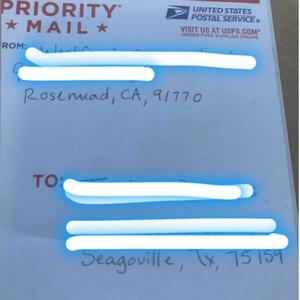 PRIORITY
★ MAIL ★
UNITED STATES
POSTAL SERVICE®
VISIT US AT USPS.COM®
ORDER FREE SUPPLIES ONLINE
FROM:
Rosemead, CA, 91770
TO:
Seagoville, Tx, 75159